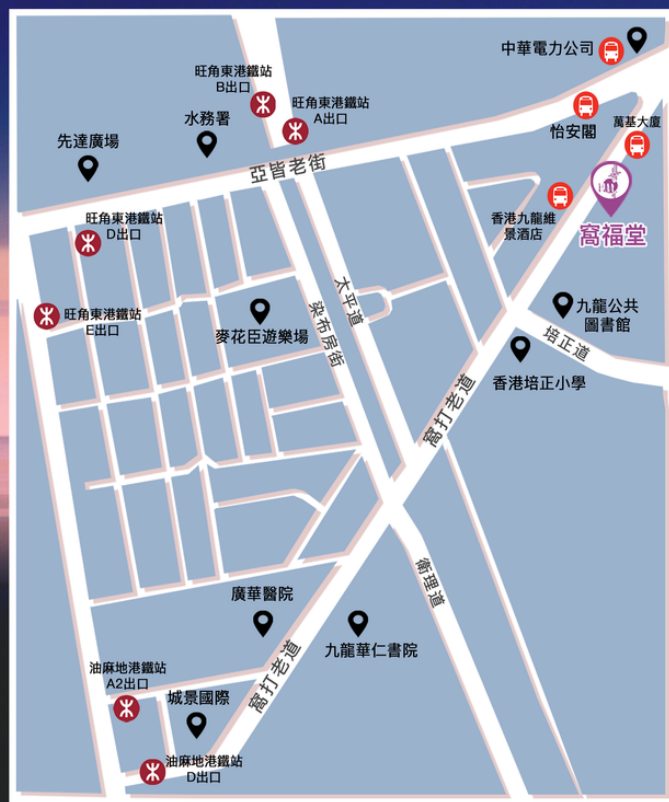 中華電力公司
旺角東港鐵站
B出口
旺角東港鐵站
A出口
水務署
先達廣場
怡安閣
萬基大廈
亞皆老街
香港九龍維
景酒店
窩福堂
旺角東港鐵站
D出口
旺角東港鐵站
E出口
太平道
染布房街
麥花臣遊樂場
九龍公共
圖書館
培正道
香港培正小學
窩打老道
衛理道
廣華醫院
九龍華仁書院
窩打老道
油麻地港鐵站
A2出口
城景國際
油麻地港鐵站
D出口